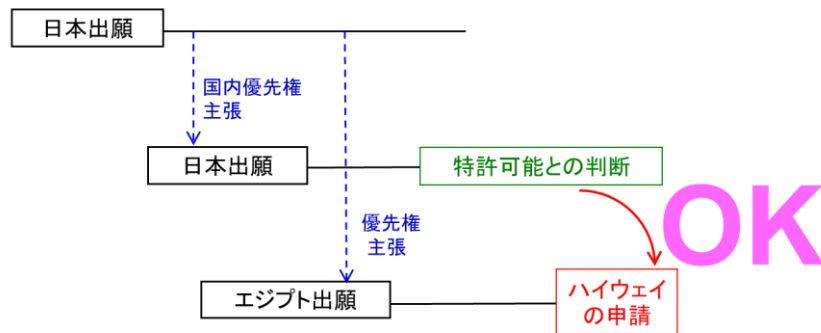 日本出願
国内優先権
主張
日本出願
特許可能との判断
OK
優先権
主張
エジプト出願
ハイウェイ
の申請